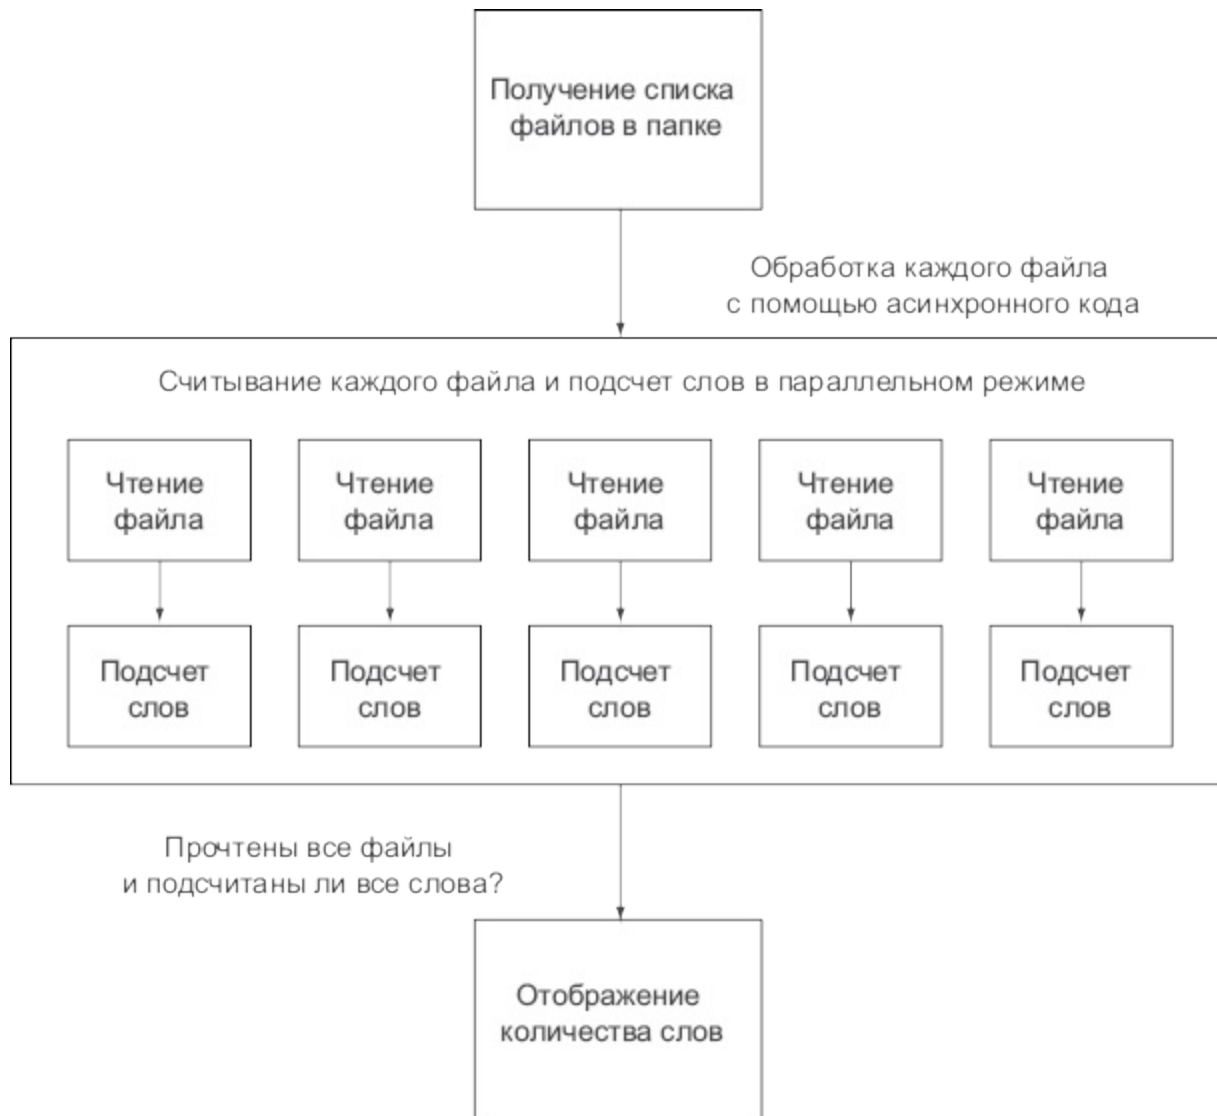 Получение списка
файлов в папке
Обработка каждого файла
с помощью асинхронного кода
Считывание каждого файла и подсчет слов в параллельном режиме
Чтение
файла
Чтение
файла
Чтение
файла
Чтение
файла
Чтение
файла
Подсчет
слов
Подсчет
слов
Подсчет
слов
Подсчет
слов
Подсчет
слов
Прочтены все файлы
и подсчитаны ли все слова?
Отображение
количества слов